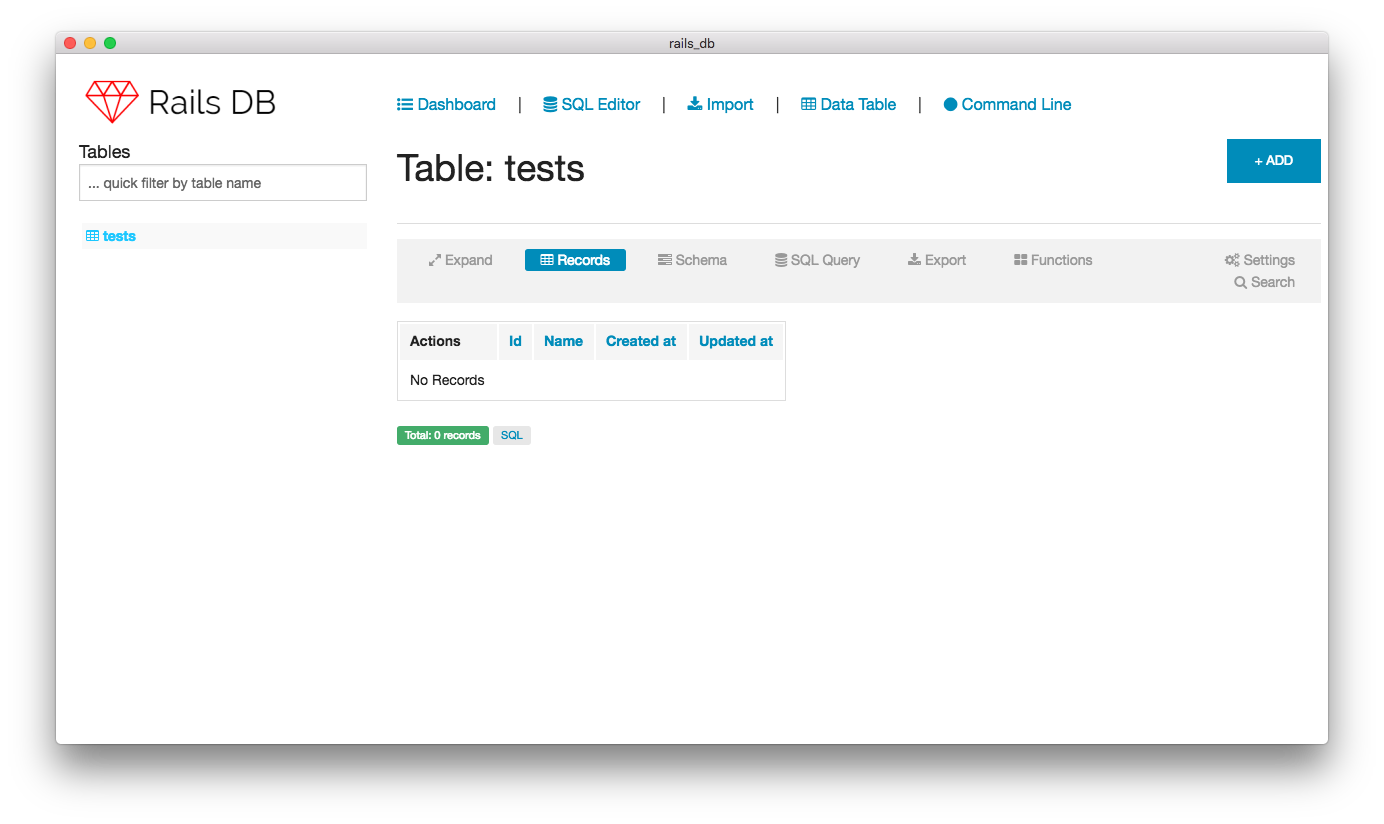 rails_db
Rails DB
Dashboard | SQL Editor | Import | Data Table | Command Line
Tables
... quick filter by table name
tests
Table: tests
+ ADD
Expand Records Schema SQL Query Export Functions Settings
Search
Actions Id Name Created at Updated at
No Records
Total: 0 records SQL